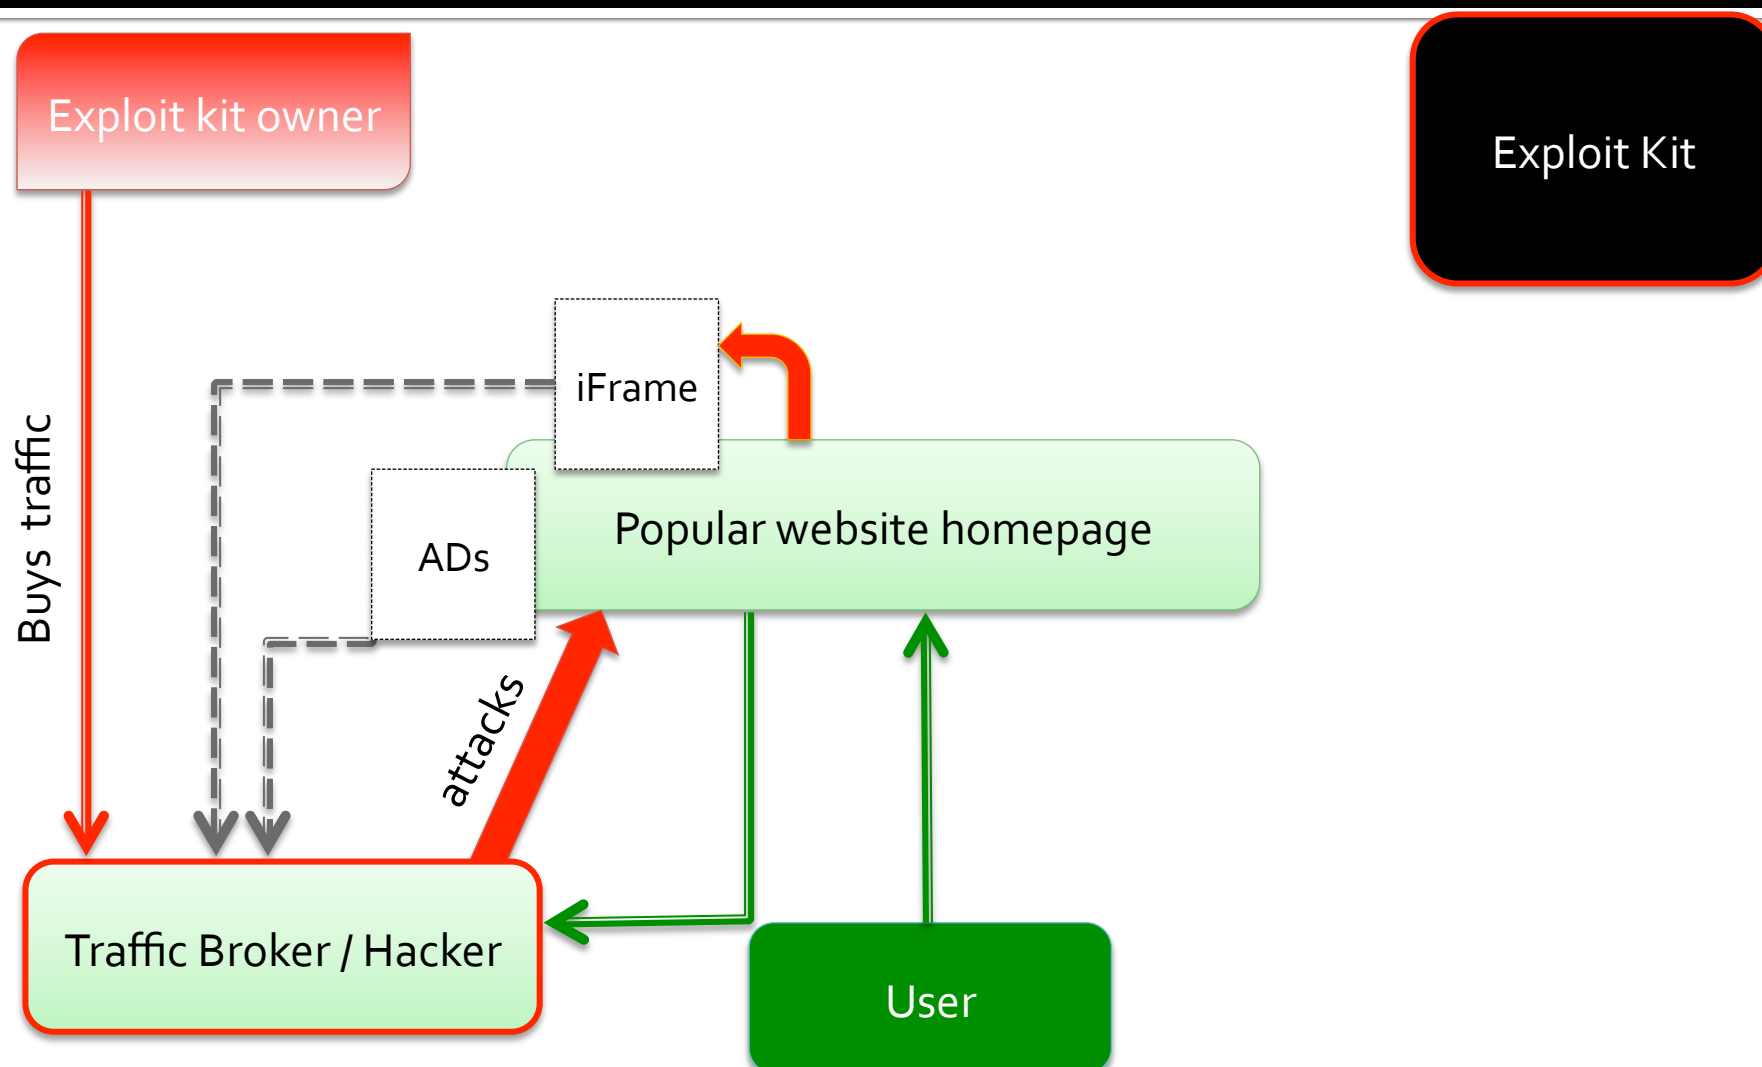 Exploit kit owner
Exploit Kit
iFrame
Buys traffic
Popular website homepage
ADs
attacks
Traffic Broker / Hacker
User